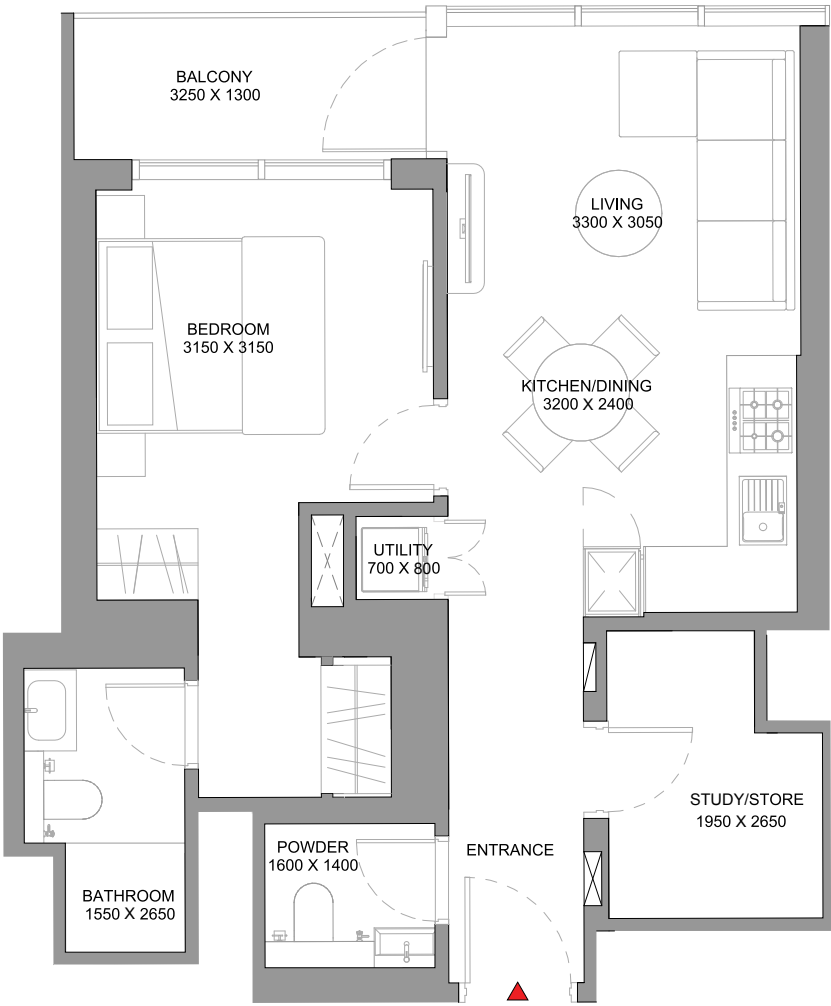 BALCONY
3250 X 1300
LIVING
3300 X 3050
BEDROOM
3150 X 3150
KITCHEN/DINING
3200 X 2400
UTILITY
700 X 800
STUDY/STORE
1950 X 2650
POWDER
1600 X 1400
ENTRANCE
BATHROOM
1550 X 2650